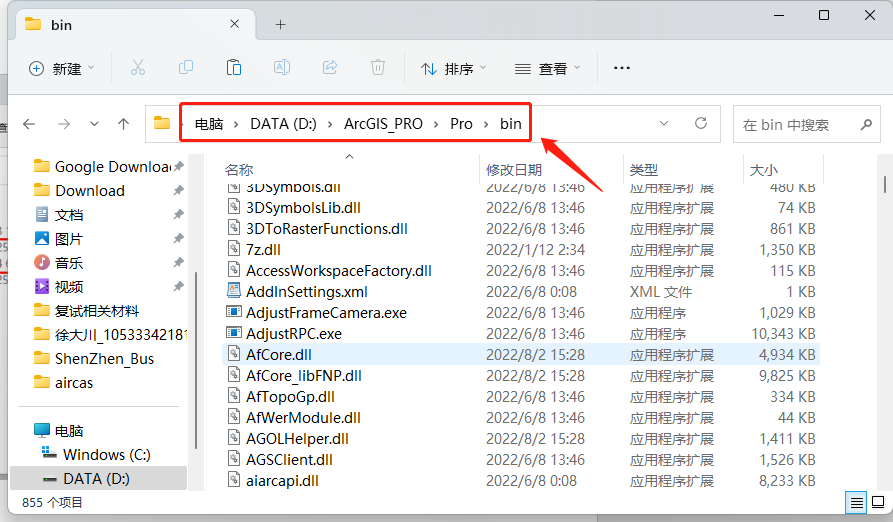 bin
新建
排序
查看
电脑 DATA (D:) ArcGIS_PRO Pro bin
在 bin 中搜索
名称 修改日期 类型 大小
Google Downloa
Download
文档
图片
音乐
视频
复试相关材料
徐大川_10533342181
ShenZhen_Bus
aircas
电脑
Windows (C:)
DATA (D:)
3DSymbols.dll 2022/6/8 13:46 应用程序扩展 480 KB
3DSymbolsLib.dll 2022/6/8 13:46 应用程序扩展 74 KB
3DToRasterFunctions.dll 2022/6/8 13:46 应用程序扩展 861 KB
7z.dll 2022/1/12 2:34 应用程序扩展 1,350 KB
AccessWorkspaceFactory.dll 2022/6/8 13:46 应用程序扩展 115 KB
AddInSettings.xml 2022/6/8 0:08 XML 文件 1 KB
AdjustFrameCamera.exe 2022/6/8 13:46 应用程序 1,029 KB
AdjustRPC.exe 2022/6/8 13:46 应用程序 10,343 KB
AfCore.dll 2022/8/2 15:28 应用程序扩展 4,934 KB
AfCore_libFNP.dll 2022/8/2 15:28 应用程序扩展 9,825 KB
AfTopoGp.dll 2022/6/8 13:46 应用程序扩展 334 KB
AfWerModule.dll 2022/6/8 13:46 应用程序扩展 44 KB
AGOLHelper.dll 2022/8/2 15:28 应用程序扩展 1,411 KB
AGSClient.dll 2022/6/8 13:46 应用程序扩展 1,526 KB
aiarcapi.dll 2022/6/8 0:08 应用程序扩展 8,233 KB
855 个项目